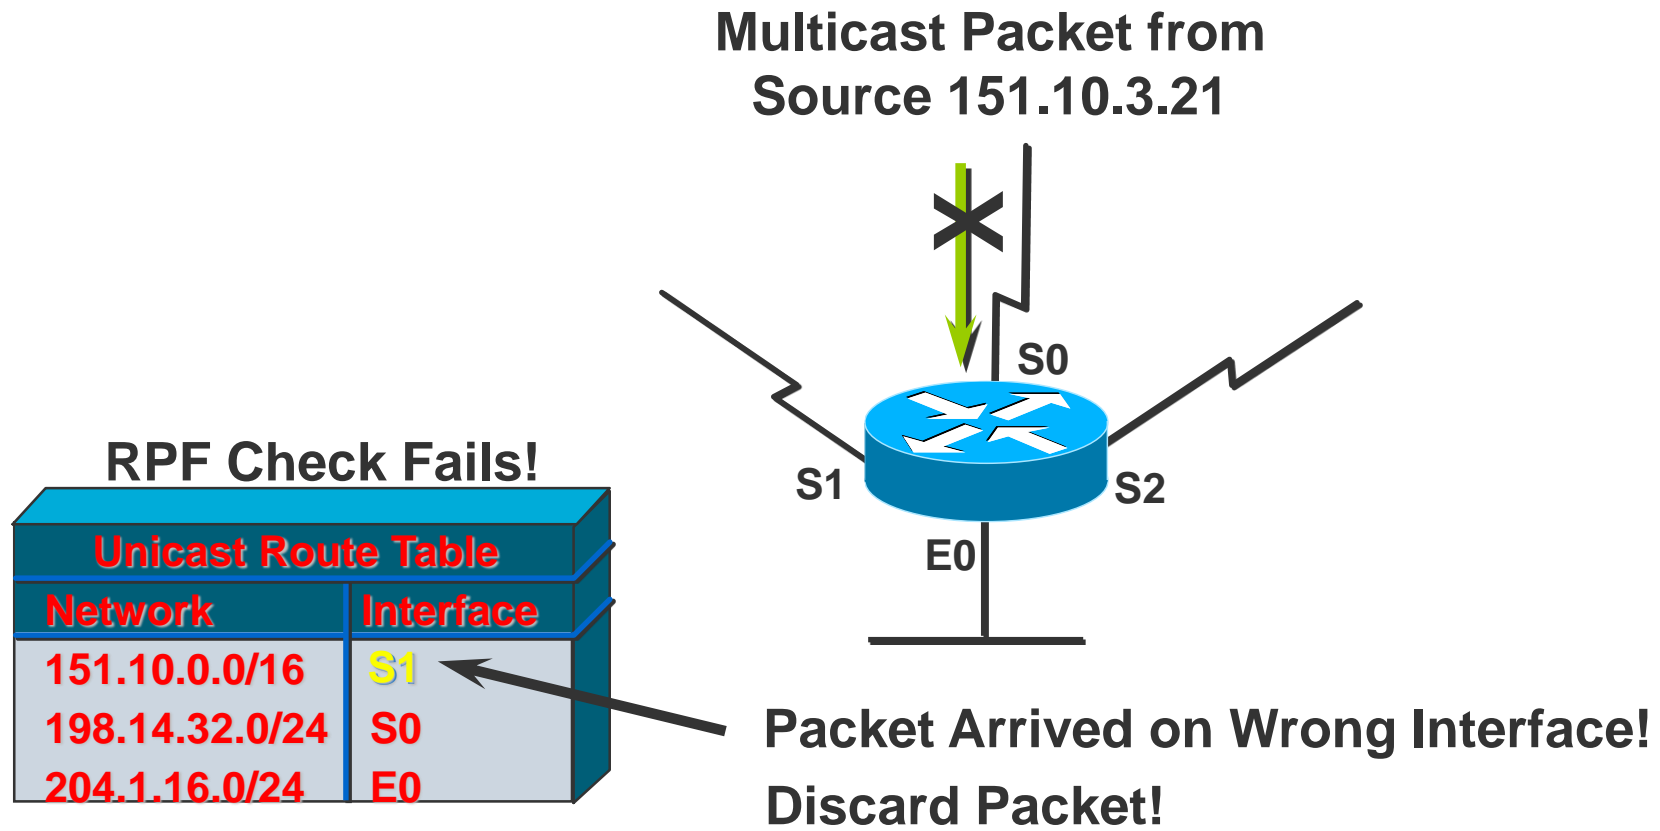 Multicast Packet from
Source 151.10.3.21
S0
S1
S2
E0
RPF Check Fails!
Unicast Route Table
Network Interface
151.10.0.0/16 S1
198.14.32.0/24 S0
204.1.16.0/24 E0
Packet Arrived on Wrong Interface!
Discard Packet!